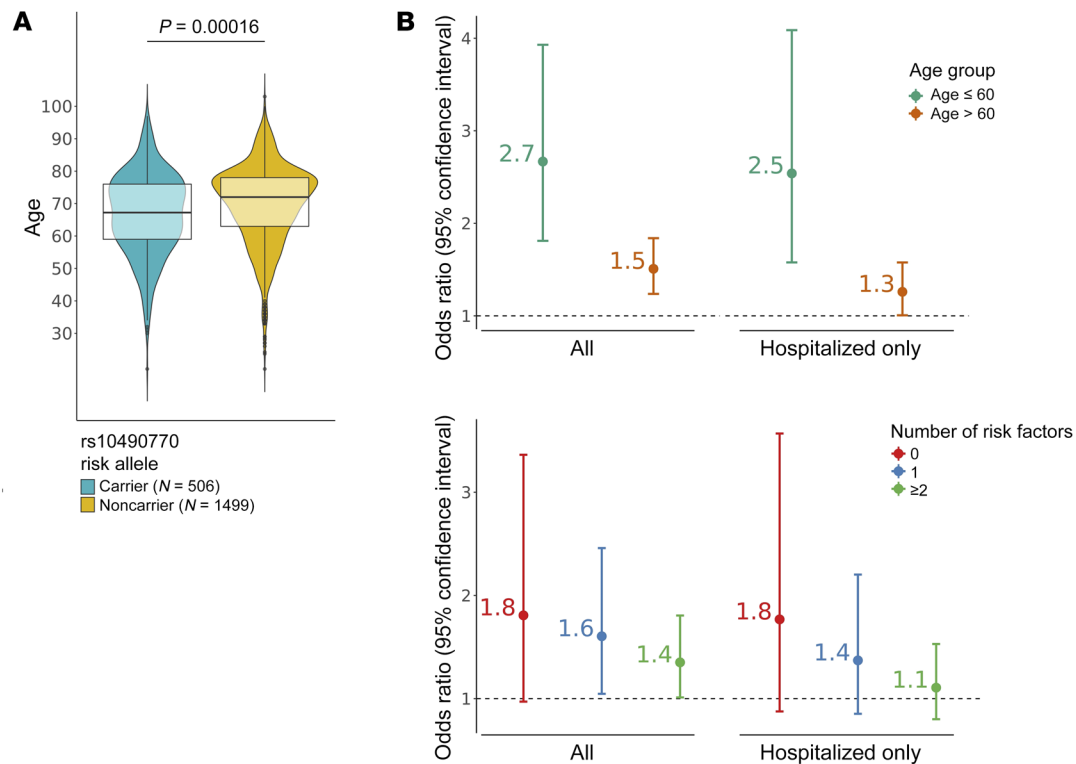 A
P = 0.00016
Age
100
90
80
70
60
50
40
30
rs10490770
risk allele
Carrier (N = 506)
Noncarrier (N = 1499)
B
Odds ratio (95% confidence interval)
4
3
2
1
2.7
1.5
2.5
1.3
Age group
Age ≤ 60
Age > 60
All
Hospitalized only
Odds ratio (95% confidence interval)
3
2
1
1.8
1.6
1.4
1.8
1.4
1.1
Number of risk factors
0
1
≥2
All
Hospitalized only